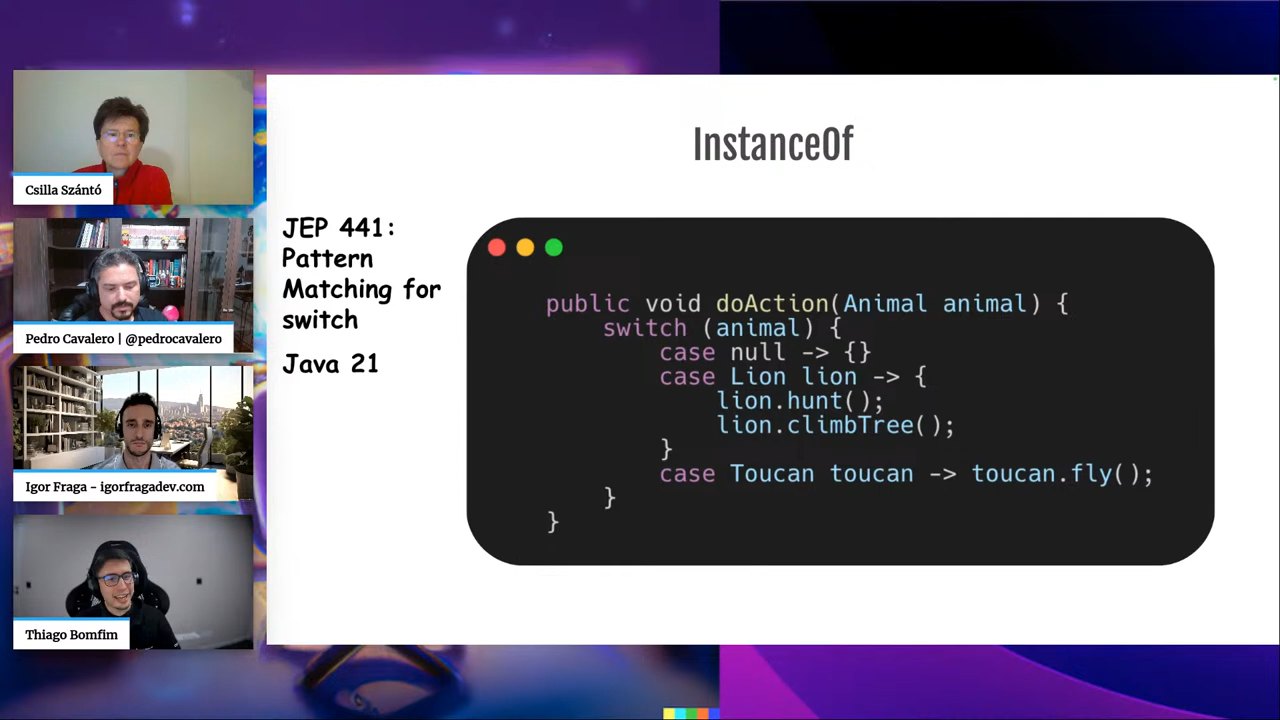 InstanceOf
Csilla Szántó
Pedro Cavalero | @pedrocavalero
Igor Fraga - igorfragadev.com
Thiago Bomfim
JEP 441:
Pattern
Matching for
switch
Java 21
public void doAction(Animal animal) {
switch (animal) {
case null -> {}
case Lion lion -> {
lion.hunt();
lion.climbTree();
}
case Toucan toucan -> toucan.fly();
}
}